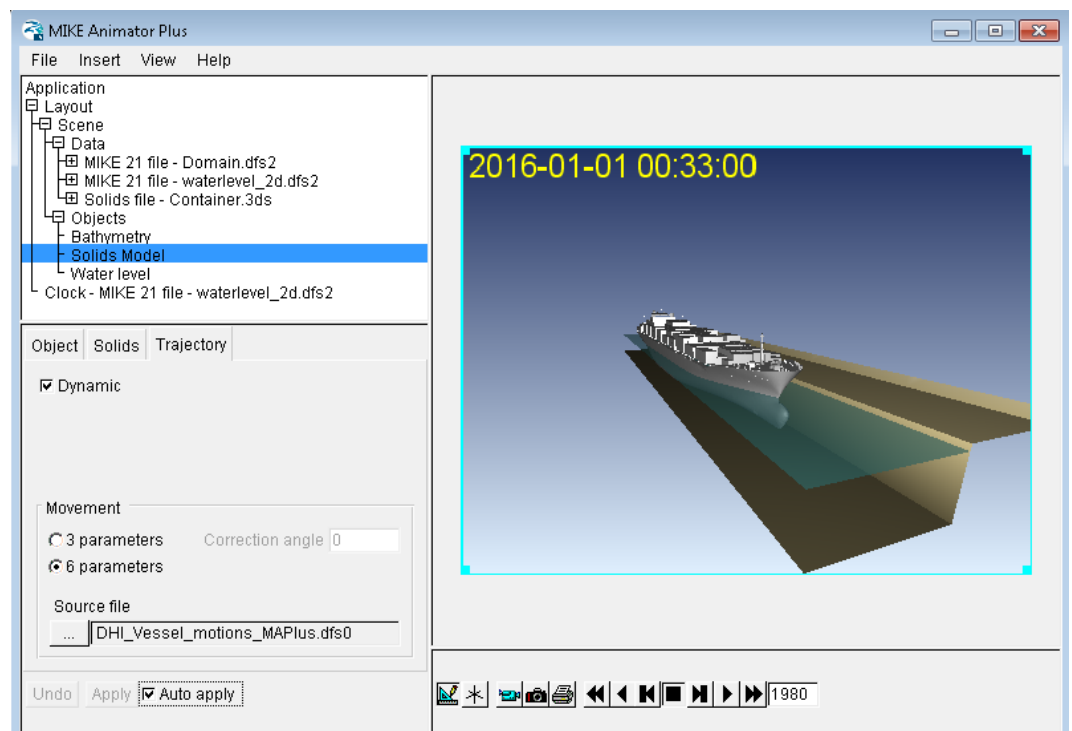 MIKE Animator Plus
File Insert View Help
Application
Layout
Scene
Data
MIKE 21 file - Domain.dfs2
MIKE 21 file - waterlevel_2d.dfs2
Solids file - Container.3ds
Objects
Bathymetry
Solids Model
Water level
Clock - MIKE 21 file - waterlevel_2d.dfs2
2016-01-01 00:33:00
Object Solids Trajectory
Dynamic
Movement
3 parameters Correction angle 0
6 parameters
Source file
... DHI_Vessel_motions_MAPlus.dfs0
Undo Apply Auto apply
1980